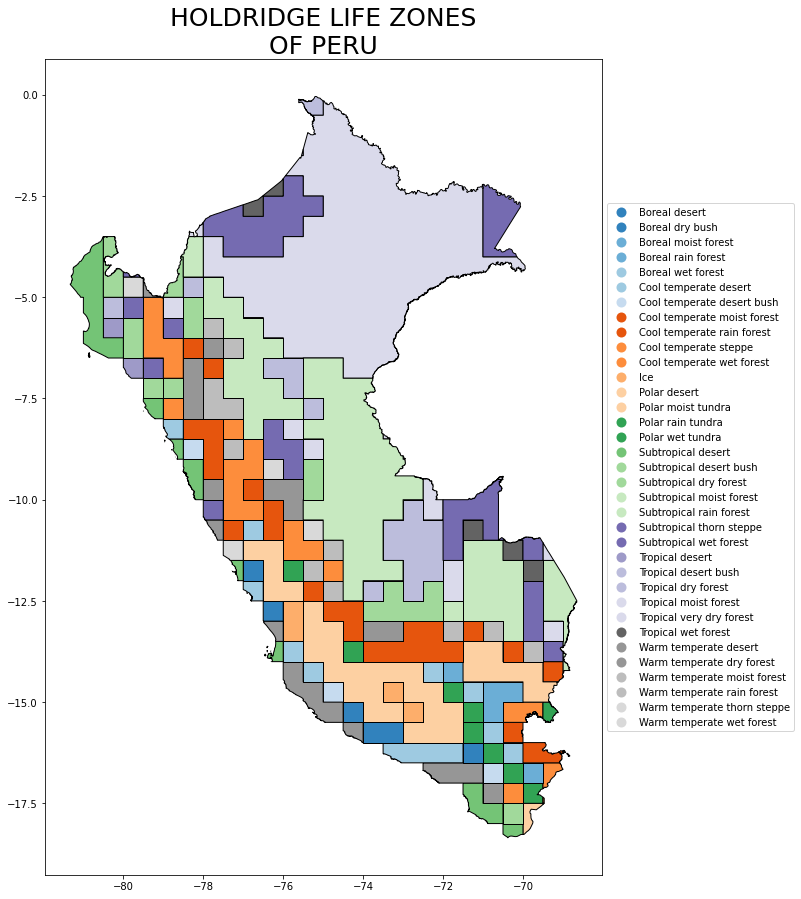 HOLDRIDGE LIFE ZONES
OF PERU
0.0
−2.5
−5.0
−7.5
−10.0
−12.5
−15.0
−17.5
−80
−78
−76
−74
−72
−70
Boreal desert
Boreal dry bush
Boreal moist forest
Boreal rain forest
Boreal wet forest
Cool temperate desert
Cool temperate desert bush
Cool temperate moist forest
Cool temperate rain forest
Cool temperate steppe
Cool temperate wet forest
Ice
Polar desert
Polar moist tundra
Polar rain tundra
Polar wet tundra
Subtropical desert
Subtropical desert bush
Subtropical dry forest
Subtropical moist forest
Subtropical rain forest
Subtropical thorn steppe
Subtropical wet forest
Tropical desert
Tropical desert bush
Tropical dry forest
Tropical moist forest
Tropical very dry forest
Tropical wet forest
Warm temperate desert
Warm temperate dry forest
Warm temperate moist forest
Warm temperate rain forest
Warm temperate thorn steppe
Warm temperate wet forest